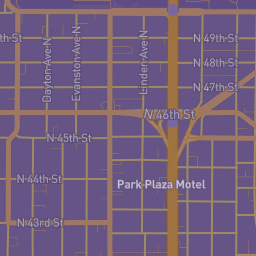 h St
N 49th St
Dayton Ave N
Evanston Ave N
Linden Ave N
N 48th St
N 47th St
N 46th St
N 45th St
N 44th St
Park Plaza Motel
N 43rd St